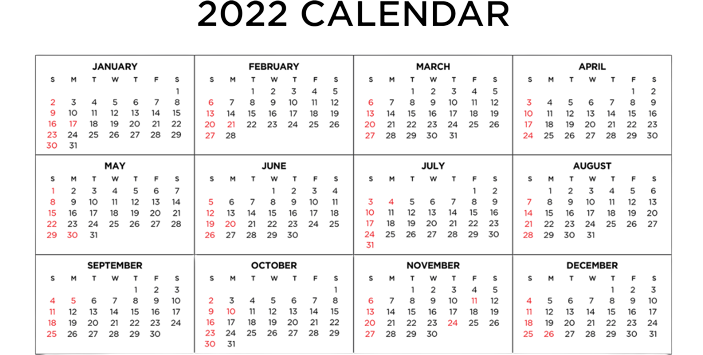 2022 CALENDAR
JANUARY
S M T W T F S
1
2 3 4 5 6 7 8
9 10 11 12 13 14 15
16 17 18 19 20 21 22
23 24 25 26 27 28 29
30 31
FEBRUARY
S M T W T F S
1 2 3 4 5
6 7 8 9 10 11 12
13 14 15 16 17 18 19
20 21 22 23 24 25 26
27 28
MARCH
S M T W T F S
1 2 3 4 5
6 7 8 9 10 11 12
13 14 15 16 17 18 19
20 21 22 23 24 25 26
27 28 29 30 31
APRIL
S M T W T F S
1 2
3 4 5 6 7 8 9
10 11 12 13 14 15 16
17 18 19 20 21 22 23
24 25 26 27 28 29 30
MAY
S M T W T F S
1 2 3 4 5 6 7
8 9 10 11 12 13 14
15 16 17 18 19 20 21
22 23 24 25 26 27 28
29 30 31
JUNE
S M T W T F S
1 2 3 4
5 6 7 8 9 10 11
12 13 14 15 16 17 18
19 20 21 22 23 24 25
26 27 28 29 30
JULY
S M T W T F S
1 2
3 4 5 6 7 8 9
10 11 12 13 14 15 16
17 18 19 20 21 22 23
24 25 26 27 28 29 30
31
AUGUST
S M T W T F S
1 2 3 4 5 6
7 8 9 10 11 12 13
14 15 16 17 18 19 20
21 22 23 24 25 26 27
28 29 30 31
SEPTEMBER
S M T W T F S
1 2 3
4 5 6 7 8 9 10
11 12 13 14 15 16 17
18 19 20 21 22 23 24
25 26 27 28 29 30
OCTOBER
S M T W T F S
1
2 3 4 5 6 7 8
9 10 11 12 13 14 15
16 17 18 19 20 21 22
23 24 25 26 27 28 29
30 31
NOVEMBER
S M T W T F S
1 2 3 4 5
6 7 8 9 10 11 12
13 14 15 16 17 18 19
20 21 22 23 24 25 26
27 28 29 30
DECEMBER
S M T W T F S
1 2 3
4 5 6 7 8 9 10
11 12 13 14 15 16 17
18 19 20 21 22 23 24
25 26 27 28 29 30 31